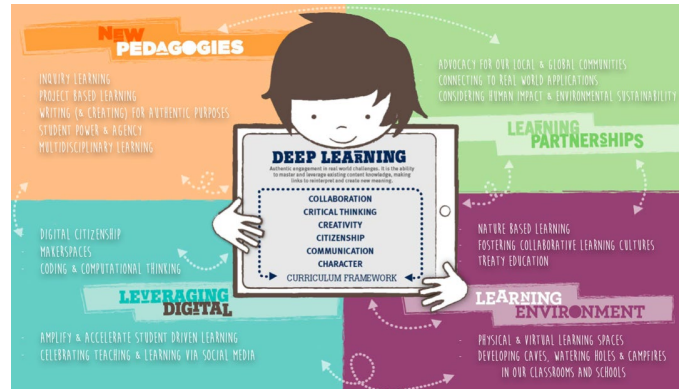 NEW
PEDAGOGIES
INQUIRY LEARNING
PROJECT BASED LEARNING
WRITING (& CREATING) FOR AUTHENTIC PURPOSES
STUDENT POWER & AGENCY
MULTIDISCIPLINARY LEARNING
- ADVOCACY FOR OUR LOCAL & GLOBAL COMMUNITIES
- CONNECTING TO REAL WORLD APPLICATIONS
- CONSIDERING HUMAN IMPACT & ENVIRONMENTAL SUSTAINABILITY
LEARNING
PARTNERSHIPS
DEEP LEARNING
Authentic engagement in real world challenges. It is the ability
to master and leverage existing content knowledge, making
links to reinterpret and create new meaning.
COLLABORATION
CRITICAL THINKING
CREATIVITY
CITIZENSHIP
COMMUNICATION
CHARACTER
CURRICULUM FRAMEWORK
- DIGITAL CITIZENSHIP
- MAKERSPACES
- CODING & COMPUTATIONAL THINKING
LEVERAGING
DIGITAL
- AMPLIFY & ACCELERATE STUDENT DRIVEN LEARNING
- CELEBRATING TEACHING & LEARNING VIA SOCIAL MEDIA
- NATURE BASED LEARNING
- FOSTERING COLLABORATIVE LEARNING CULTURES
- TREATY EDUCATION
LEARNING
ENVIRONMENT
- PHYSICAL & VIRTUAL LEARNING SPACES
- DEVELOPING CAVES, WATERING HOLES & CAMPFIRES
IN OUR CLASSROOMS AND SCHOOLS